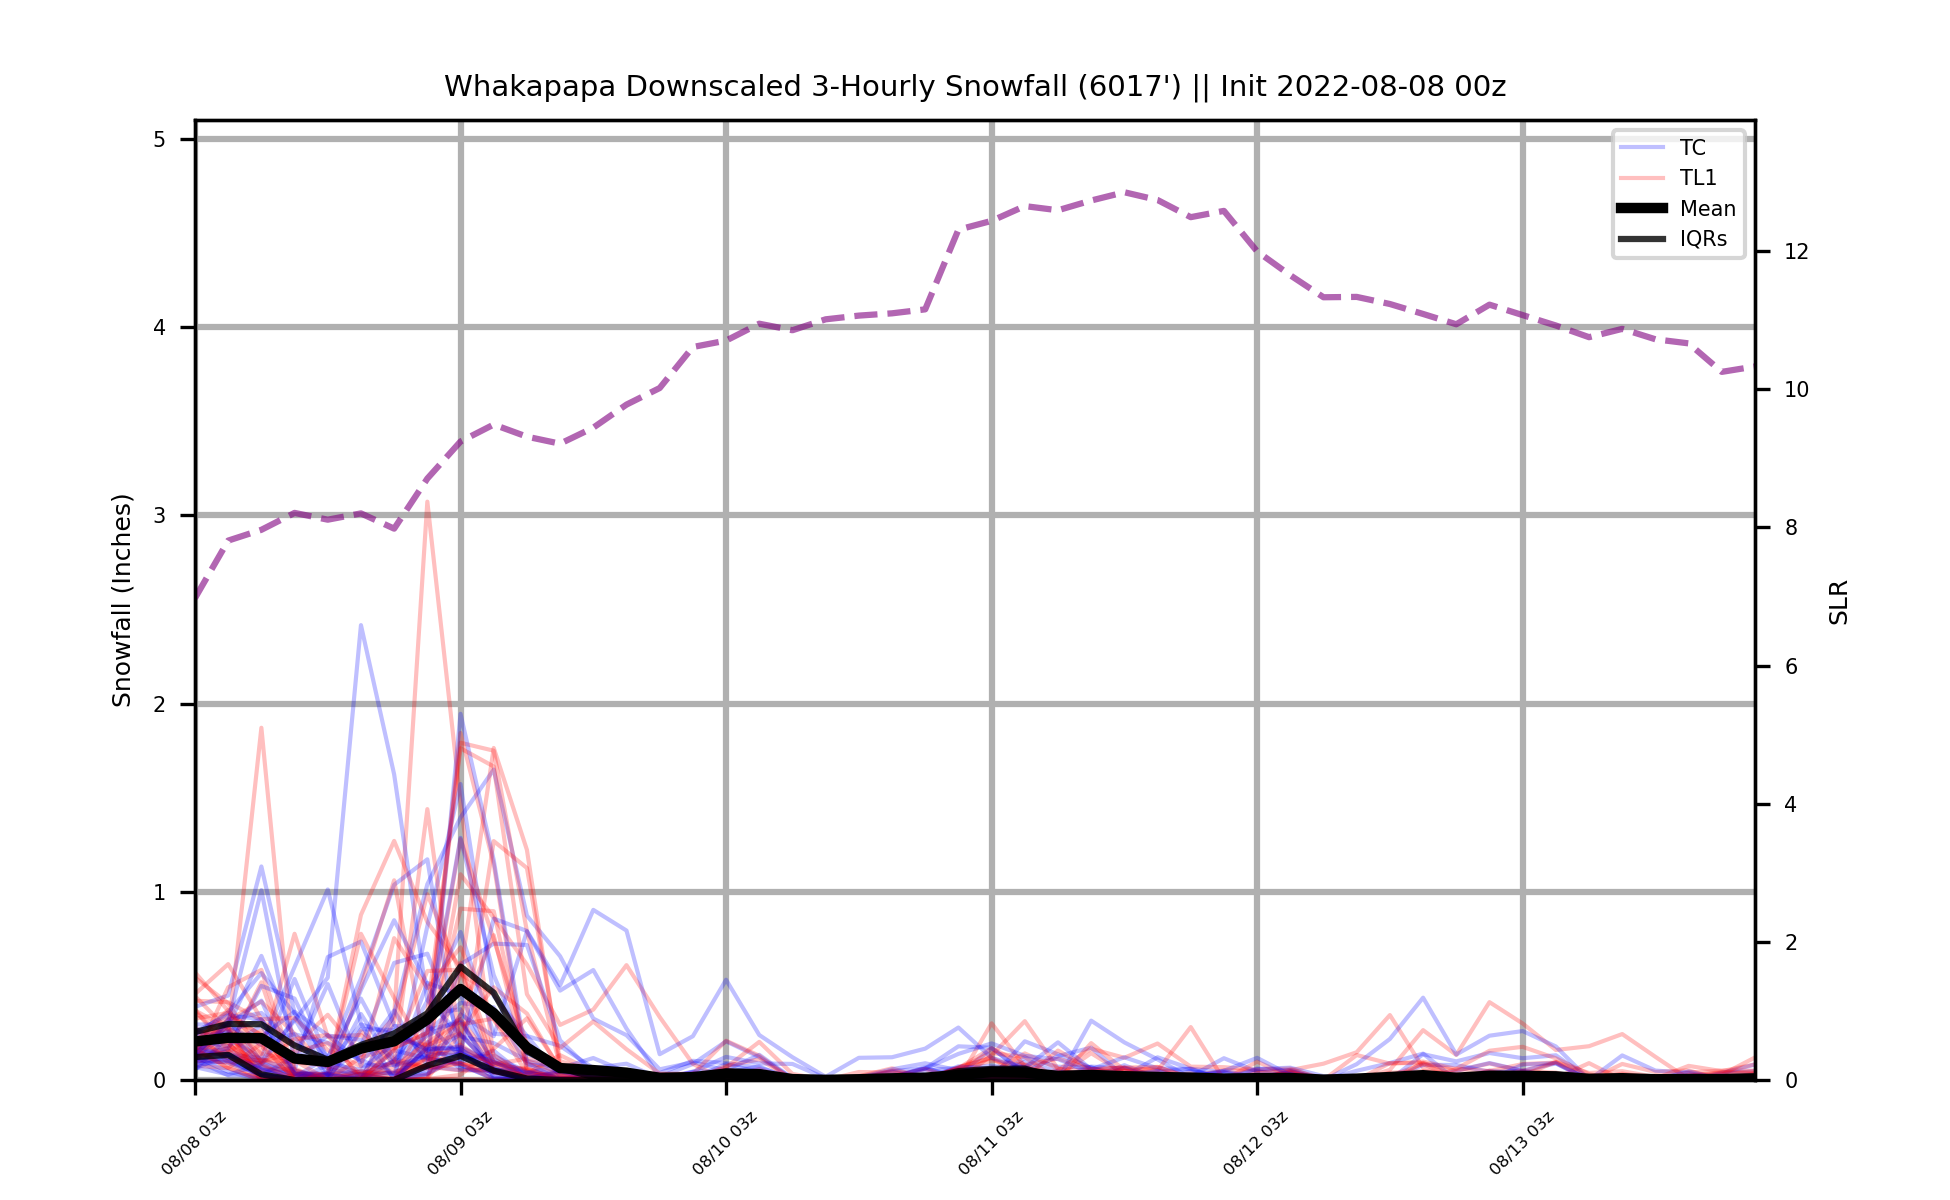 Whakapapa Downscaled 3-Hourly Snowfall (6017') || Init 2022-08-08 00z
TC
TL1
Mean
IQRs
Snowfall (Inches)
5
4
3
2
1
0
12
10
8
6
4
2
0
SLR
08/08 03z
08/09 03z
08/10 03z
08/11 03z
08/12 03z
08/13 03z